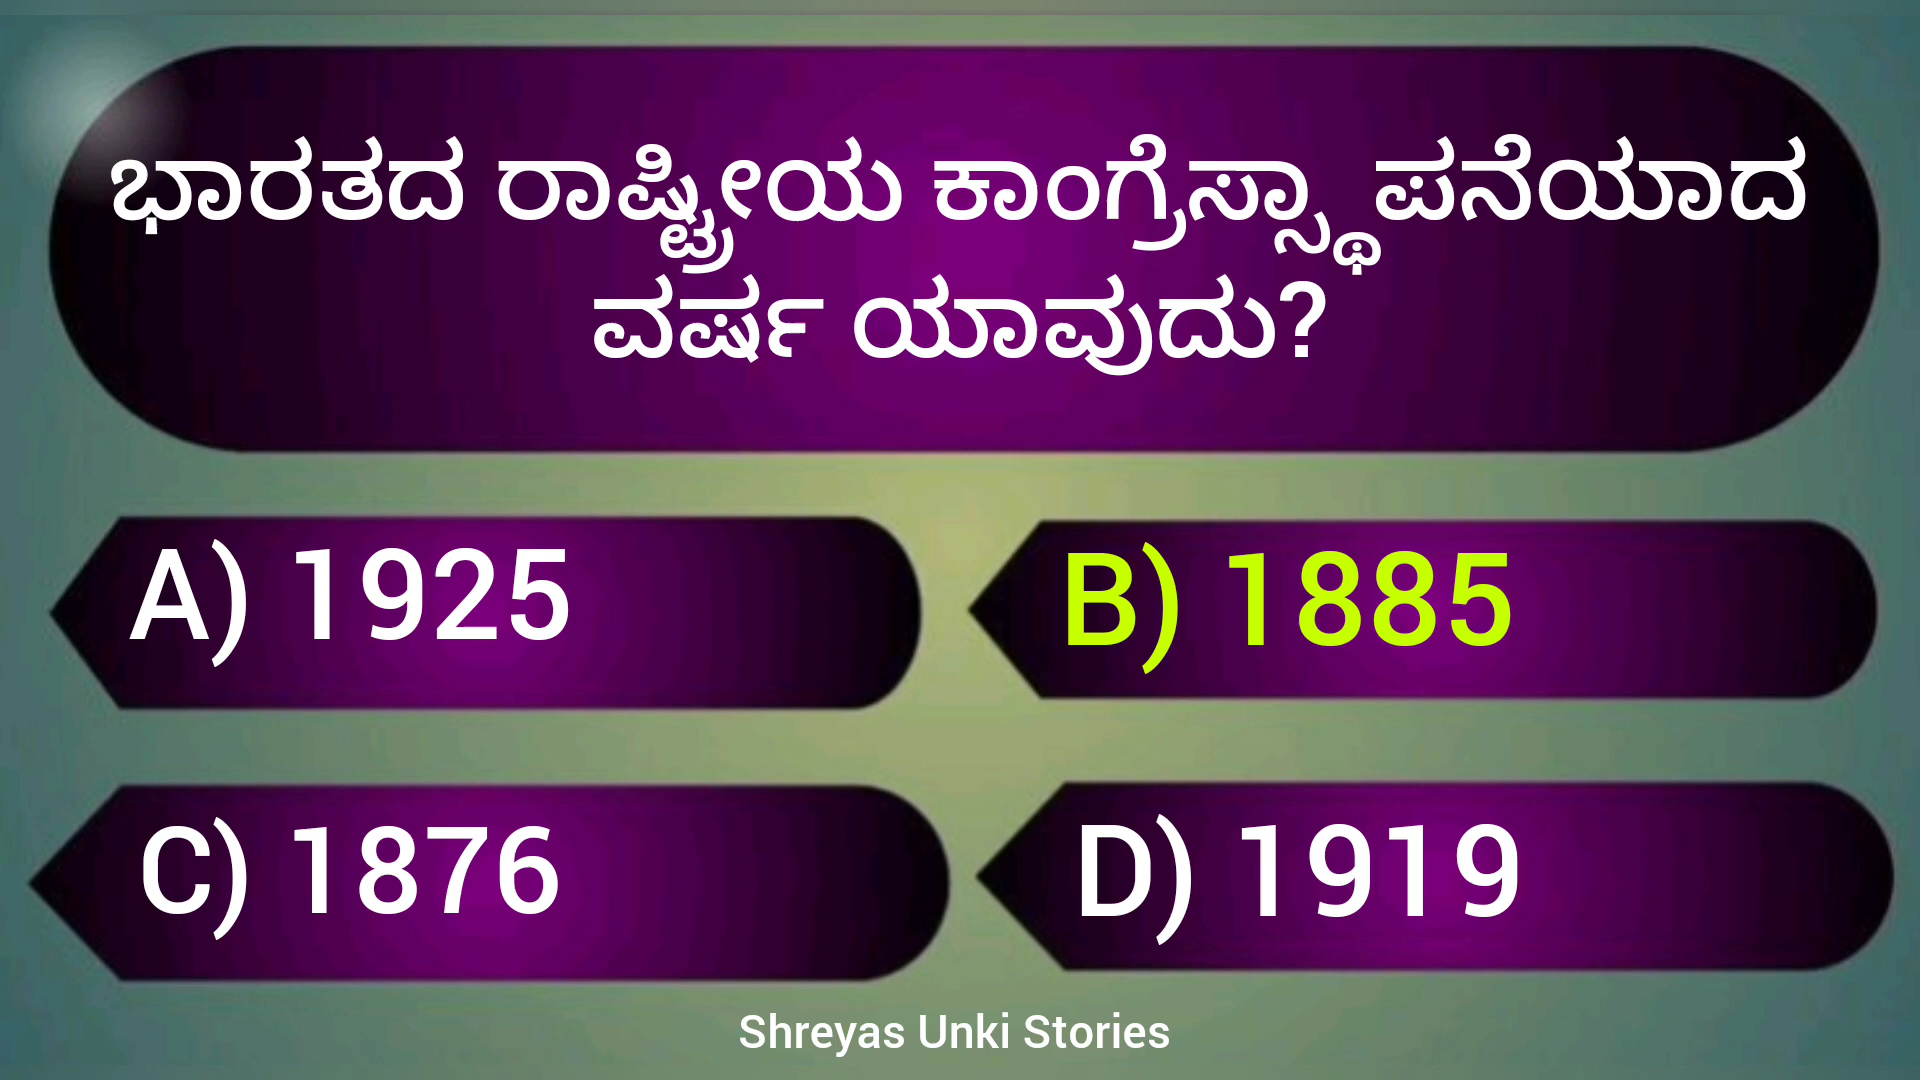 ಭಾರತದ ರಾಷ್ಟ್ರೀಯ ಕಾಂಗ್ರೆಸ್ಸ್ಥಾಪನೆಯಾದ
ವರ್ಷ ಯಾವುದು?
A) 1925
B) 1885
C) 1876
D) 1919
Shreyas Unki Stories